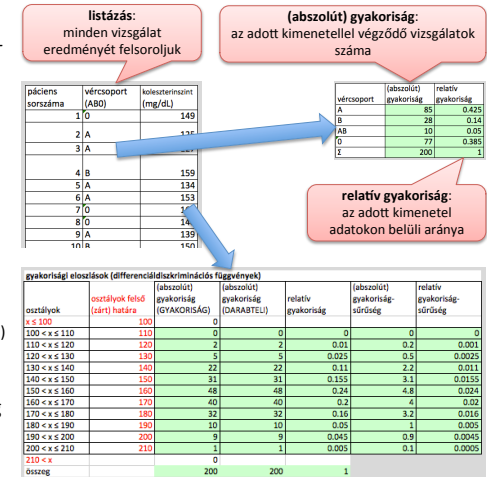 listázás:
minden vizsgálat
eredményét felsoroljuk
(abszolút) gyakoriság:
az adott kimenetellel végződő vizsgálatok
száma
páciens sorszáma vércsoport (AB0) koleszterinszint (mg/dL)
1 0 149
2 A
3 A
4 B 159
5 A 134
6 A 153
7 0
8 0
9 A 139
10 B 150
vércsoport (abszolút) gyakoriság relatív gyakoriság
A 85 0.425
B 28 0.14
AB 10 0.05
0 77 0.385
Σ 200 1
relatív gyakoriság:
az adott kimenetel
adatokon belüli aránya
gyakorisági eloszlások (differenciáldiszkriminációs függvények)
osztályok osztályok felső (zárt) határa (abszolút) gyakoriság (GYAKORISÁG) (abszolút) gyakoriság (DARABTELI) relatív gyakoriság (abszolút) gyakoriság-sűrűség relatív gyakoriság-sűrűség
x ≤ 100 100 0
100 < x ≤ 110 110 0 0 0 0 0
110 < x ≤ 120 120 2 2 0.01 0.2 0.001
120 < x ≤ 130 130 5 5 0.025 0.5 0.0025
130 < x ≤ 140 140 22 22 0.11 2.2 0.011
140 < x ≤ 150 150 31 31 0.155 3.1 0.0155
150 < x ≤ 160 160 48 48 0.24 4.8 0.024
160 < x ≤ 170 170 40 40 0.2 4 0.02
170 < x ≤ 180 180 32 32 0.16 3.2 0.016
180 < x ≤ 190 190 10 10 0.05 1 0.005
190 < x ≤ 200 200 9 9 0.045 0.9 0.0045
200 < x ≤ 210 210 1 1 0.005 0.1 0.0005
210 < x 0
összeg 200 200 1